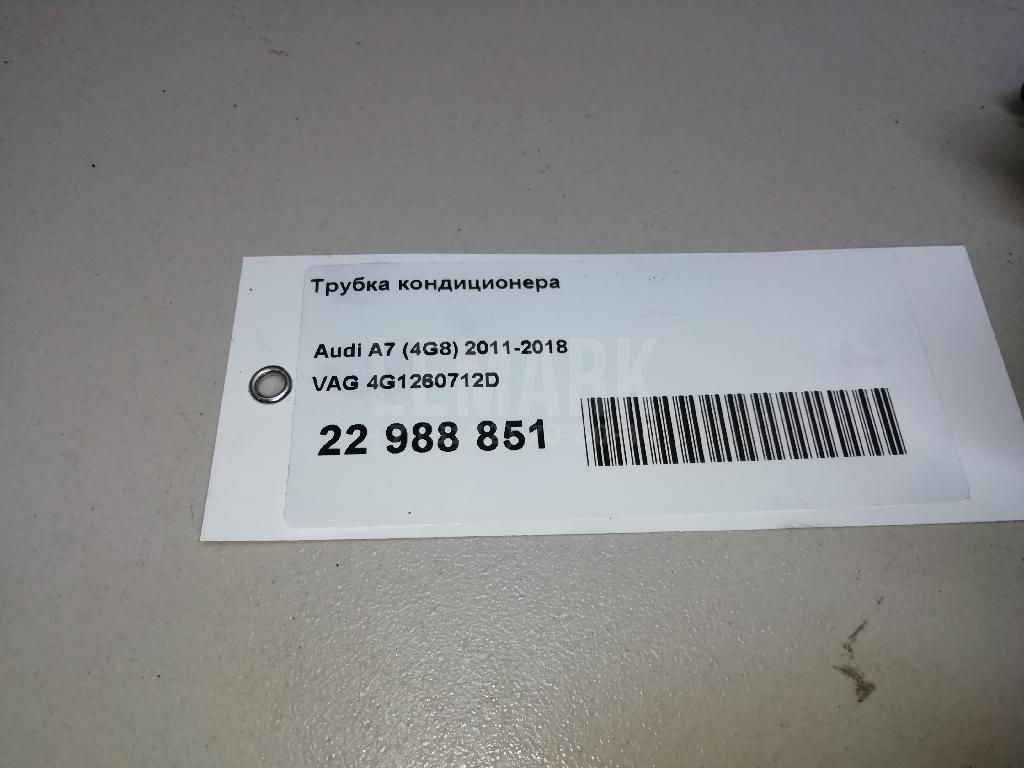 Трубка кондиционера
Audi A7 (4G8) 2011-2018
VAG 4G1260712D
22 988 851